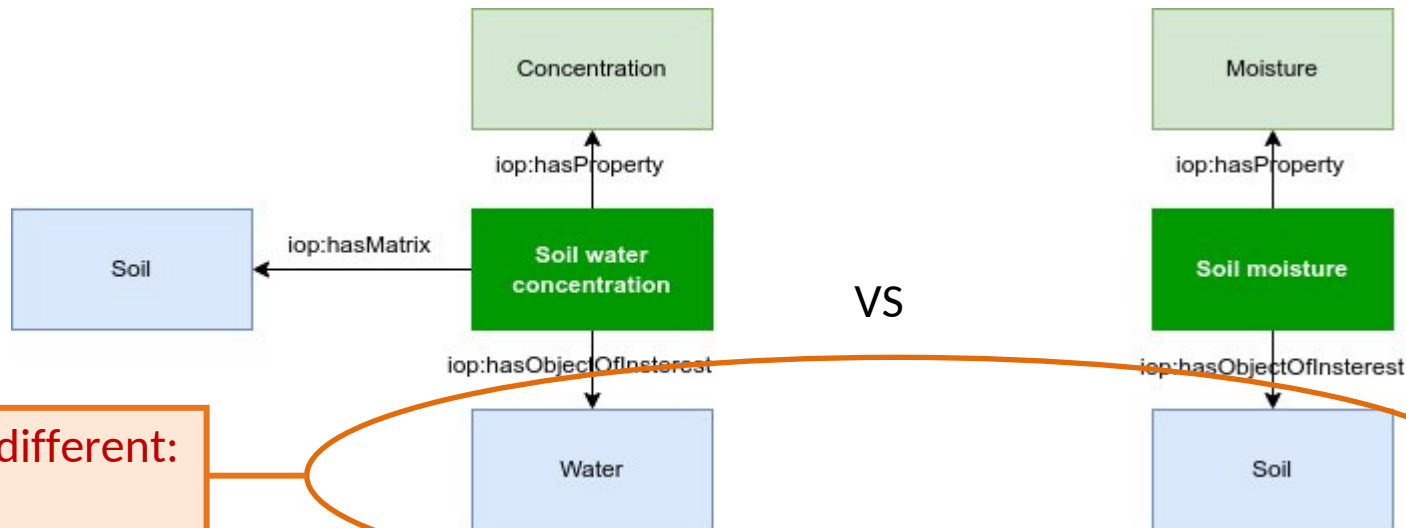 Concentration
Moisture
iop:hasProperty
iop:hasProperty
Soil
iop:hasMatrix
Soil water
concentration
VS
Soil moisture
iop:hasObjectOfInsterest
iop:hasObjectOfInsterest
different:
Water
Soil